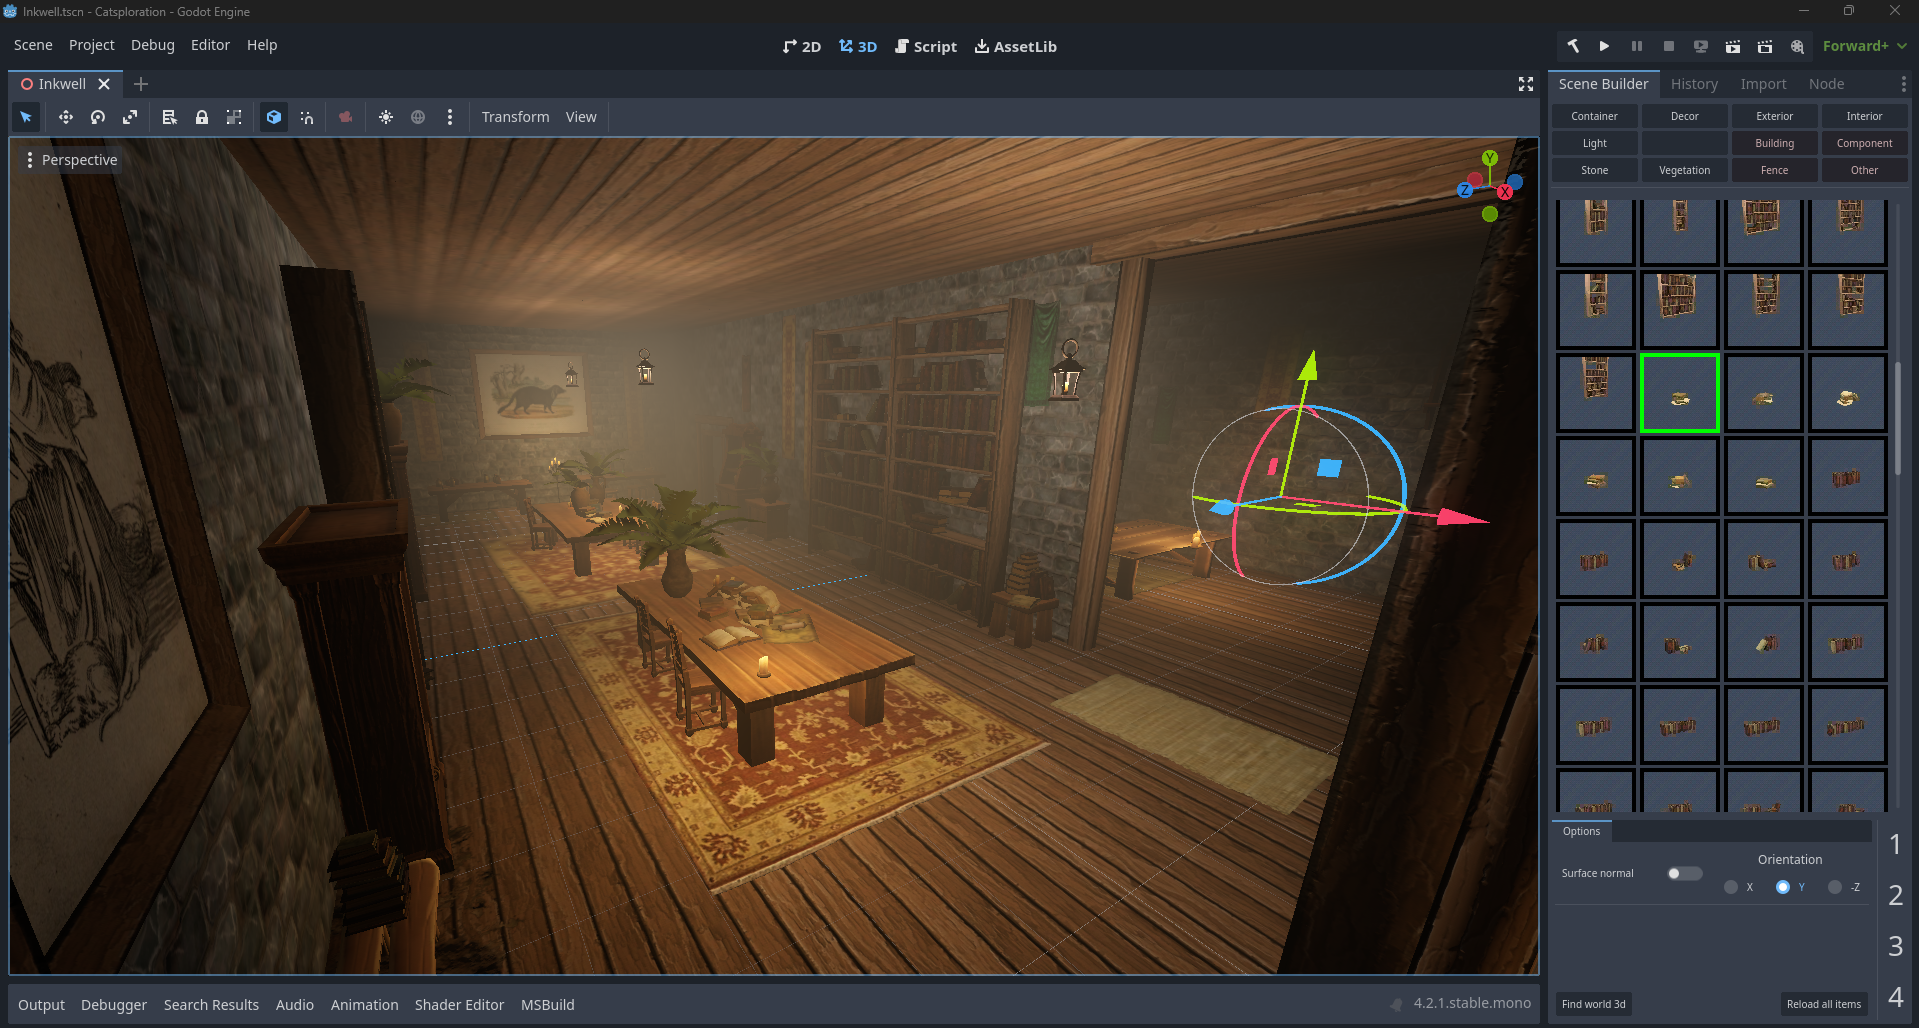 Inkwell.tscn - Catsploration - Godot Engine
Scene Project Debug Editor Help
2D 3D Script AssetLib
Forward+
Inkwell
Transform View
Perspective
Y
Z X
Scene Builder History Import Node
Container Decor Exterior Interior
Light Building Component
Stone Vegetation Fence Other
Options
Orientation
Surface normal
X Y -Z
1
2
3
4
Find world 3d Reload all items
Output Debugger Search Results Audio Animation Shader Editor MSBuild
4.2.1.stable.mono